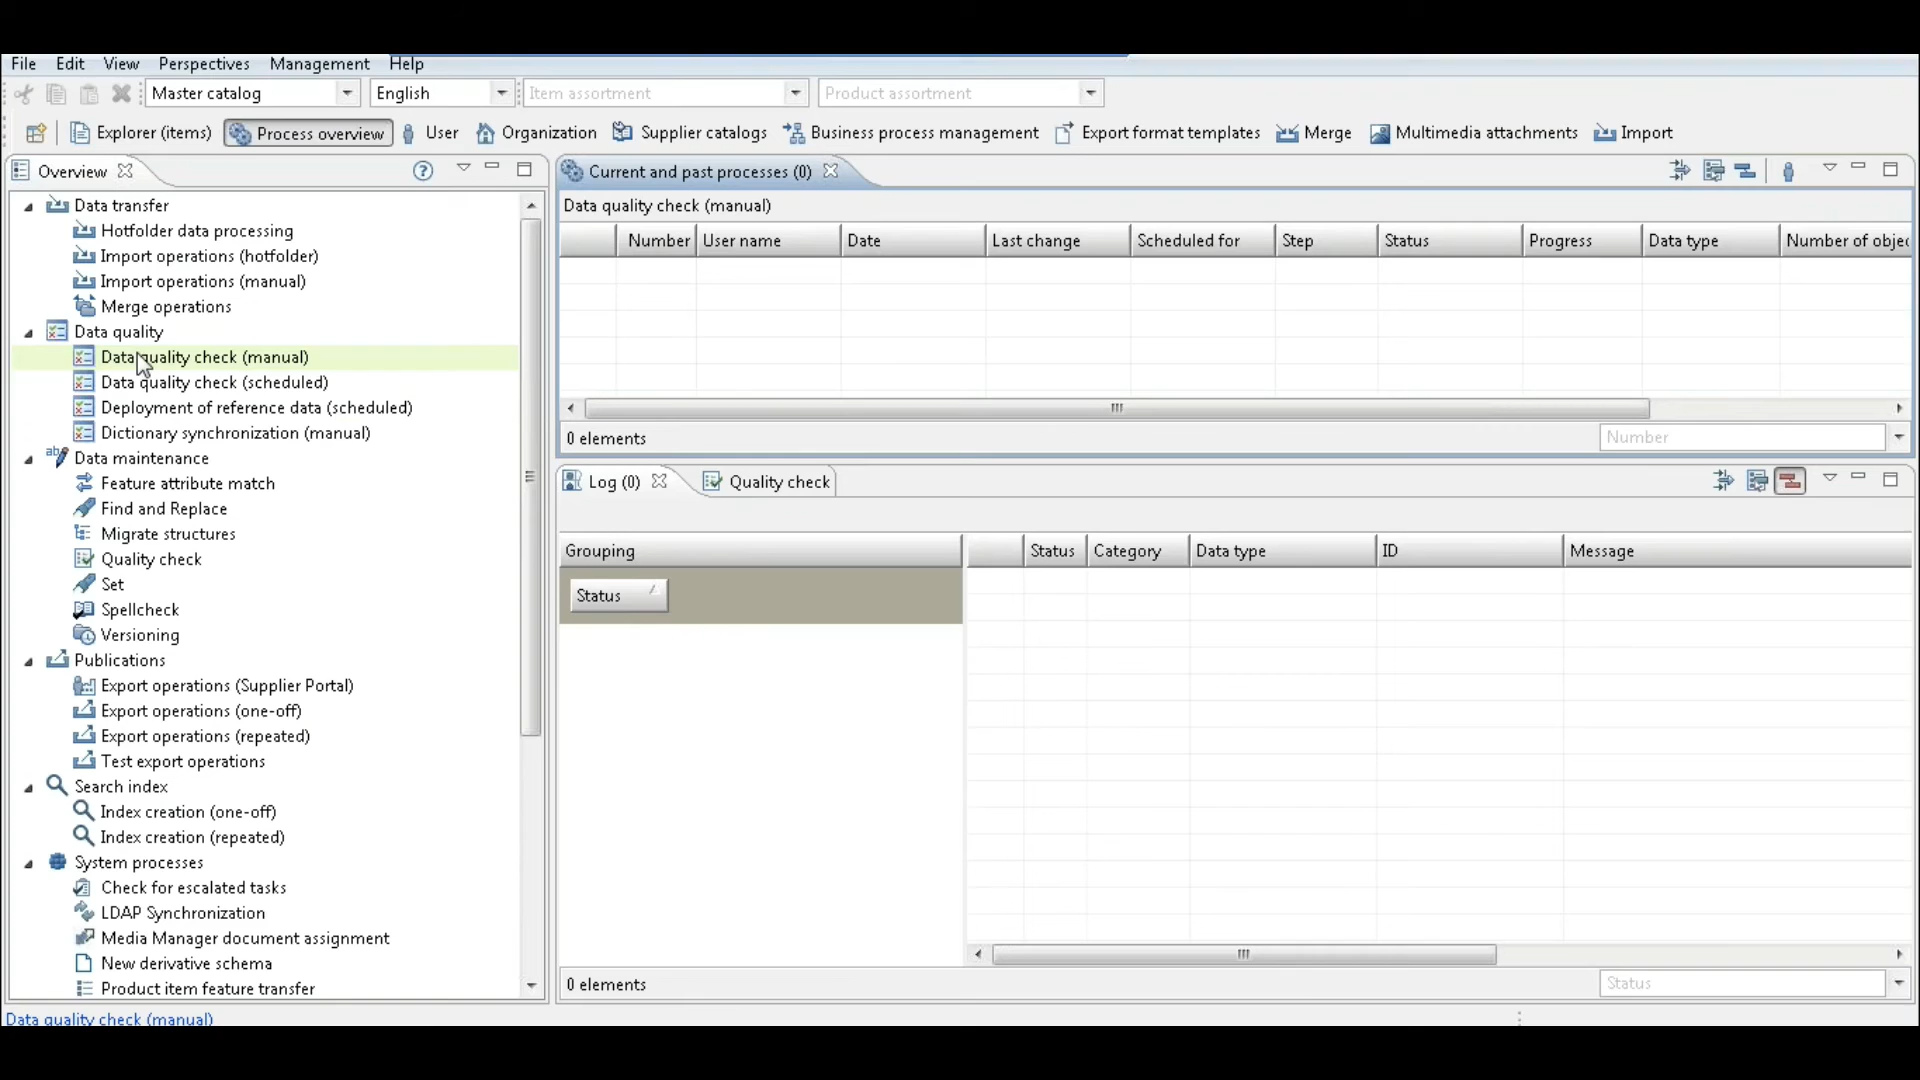 File Edit View Perspectives Management Help
Master catalog English Item assortment Product assortment
Explorer (items) Process overview User Organization Supplier catalogs Business process management Export format templates Merge Multimedia attachments Import
Overview
Data transfer
Hotfolder data processing
Import operations (hotfolder)
Import operations (manual)
Merge operations
Data quality
Data quality check (manual)
Data quality check (scheduled)
Deployment of reference data (scheduled)
Dictionary synchronization (manual)
Data maintenance
Feature attribute match
Find and Replace
Migrate structures
Quality check
Set
Spellcheck
Versioning
Publications
Export operations (Supplier Portal)
Export operations (one-off)
Export operations (repeated)
Test export operations
Search index
Index creation (one-off)
Index creation (repeated)
System processes
Check for escalated tasks
LDAP Synchronization
Media Manager document assignment
New derivative schema
Product item feature transfer
Data quality check (manual)
Current and past processes (0)
Data quality check (manual)
Number User name Date Last change Scheduled for Step Status Progress Data type Number of objec
0 elements Number
Log (0) Quality check
Grouping Status Category Data type ID Message
Status
0 elements Status